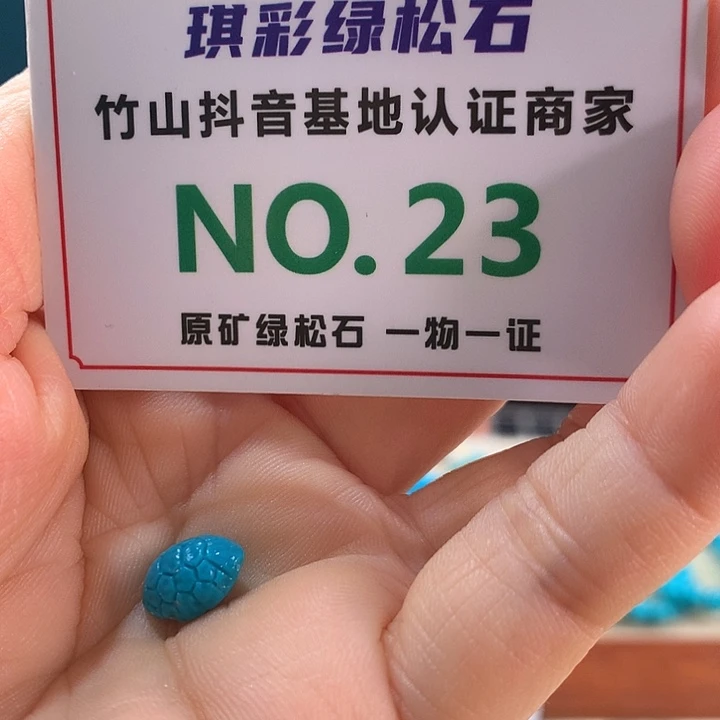 琪彩绿松石
竹山抖音基地认证商家
NO. 23
原矿绿松石 一物一证